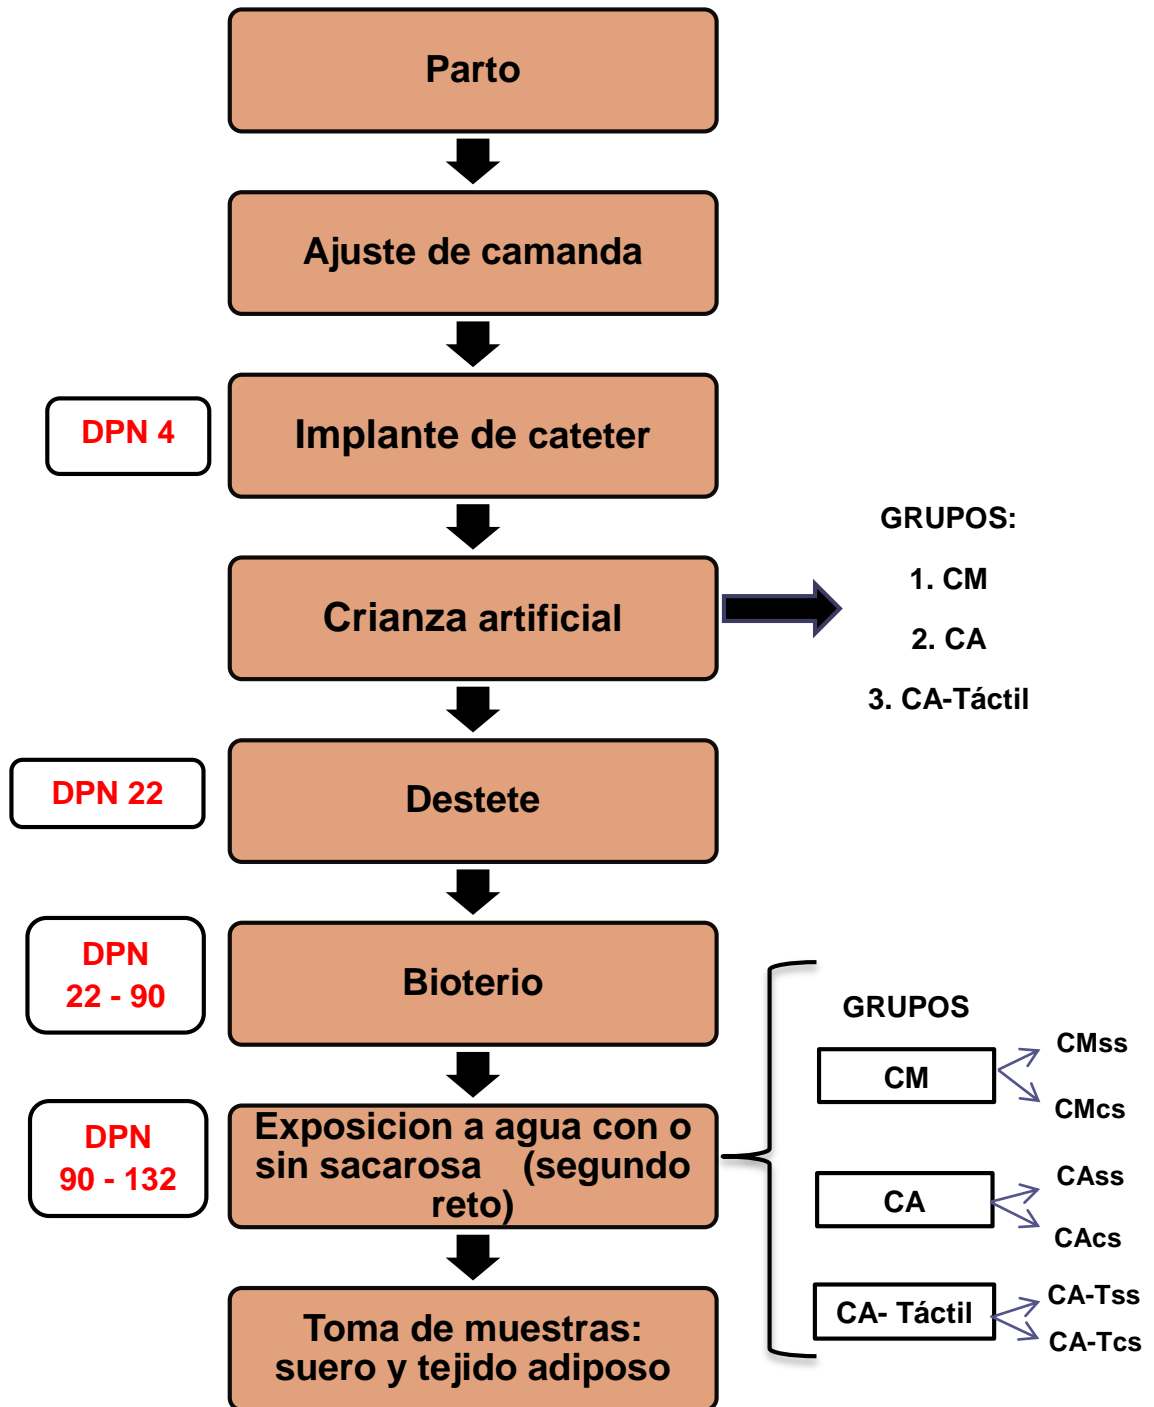 Parto
Ajuste de camanda
DPN 4
Implante de cateter
Crianza artificial
GRUPOS:
1. CM
2. CA
3. CA-Táctil
DPN 22
Destete
DPN
22 - 90
Bioterio
DPN
90 - 132
Exposicion a agua con o
sin sacarosa (segundo
reto)
GRUPOS
CM
CMss
CMcs
CA
CAss
CAcs
CA- Táctil
CA-Tss
CA-Tcs
Toma de muestras:
suero y tejido adiposo